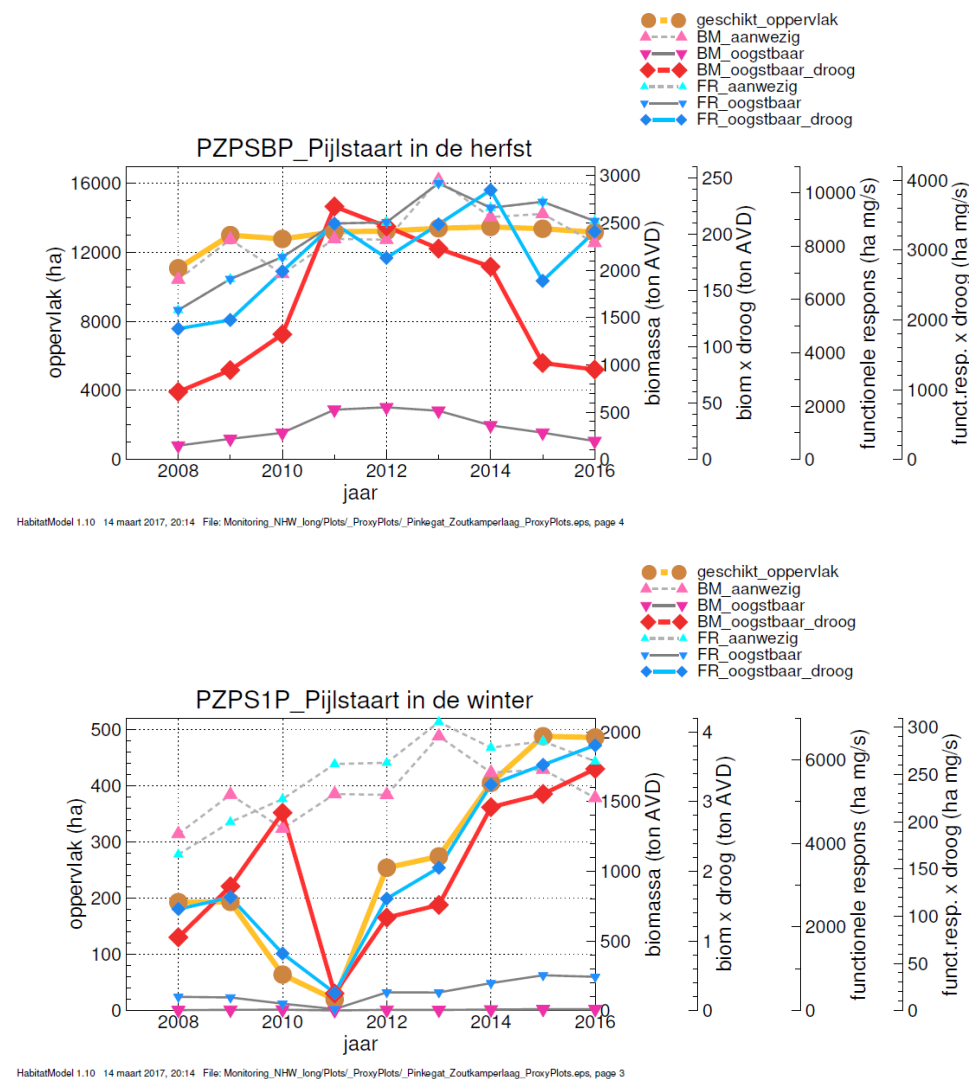 geschikt_oppervlak
BM_aanwezig
BM_oogstbaar
BM_oogstbaar_droog
FR_aanwezig
FR_oogstbaar
FR_oogstbaar_droog
PZPSBP_Pijlstaart in de herfst
oppervlak (ha)
0 4000 8000 12000 16000
2008 2010 2012 2014 2016
jaar
0 500 1000 1500 2000 2500 3000
biomassa (ton AVD)
0 50 100 150 200 250
biom x droog (ton AVD)
0 2000 4000 6000 8000 10000
functionele respons (ha mg/s)
0 1000 2000 3000 4000
funct.resp. x droog (ha mg/s)
HabitatModel 1.10 14 maart 2017, 20:14 File: Monitoring_NHW_long/Plots/_ProxyPlots/_Pinkegat_Zoutkamperlaag_ProxyPlots.eps, page 4
geschikt_oppervlak
BM_aanwezig
BM_oogstbaar
BM_oogstbaar_droog
FR_aanwezig
FR_oogstbaar
FR_oogstbaar_droog
PZPS1P_Pijlstaart in de winter
oppervlak (ha)
0 100 200 300 400 500
2008 2010 2012 2014 2016
jaar
0 500 1000 1500 2000
biomassa (ton AVD)
0 1 2 3 4
biom x droog (ton AVD)
0 2000 4000 6000
functionele respons (ha mg/s)
0 50 100 150 200 250 300
funct.resp. x droog (ha mg/s)
HabitatModel 1.10 14 maart 2017, 20:14 File: Monitoring_NHW_long/Plots/_ProxyPlots/_Pinkegat_Zoutkamperlaag_ProxyPlots.eps, page 3